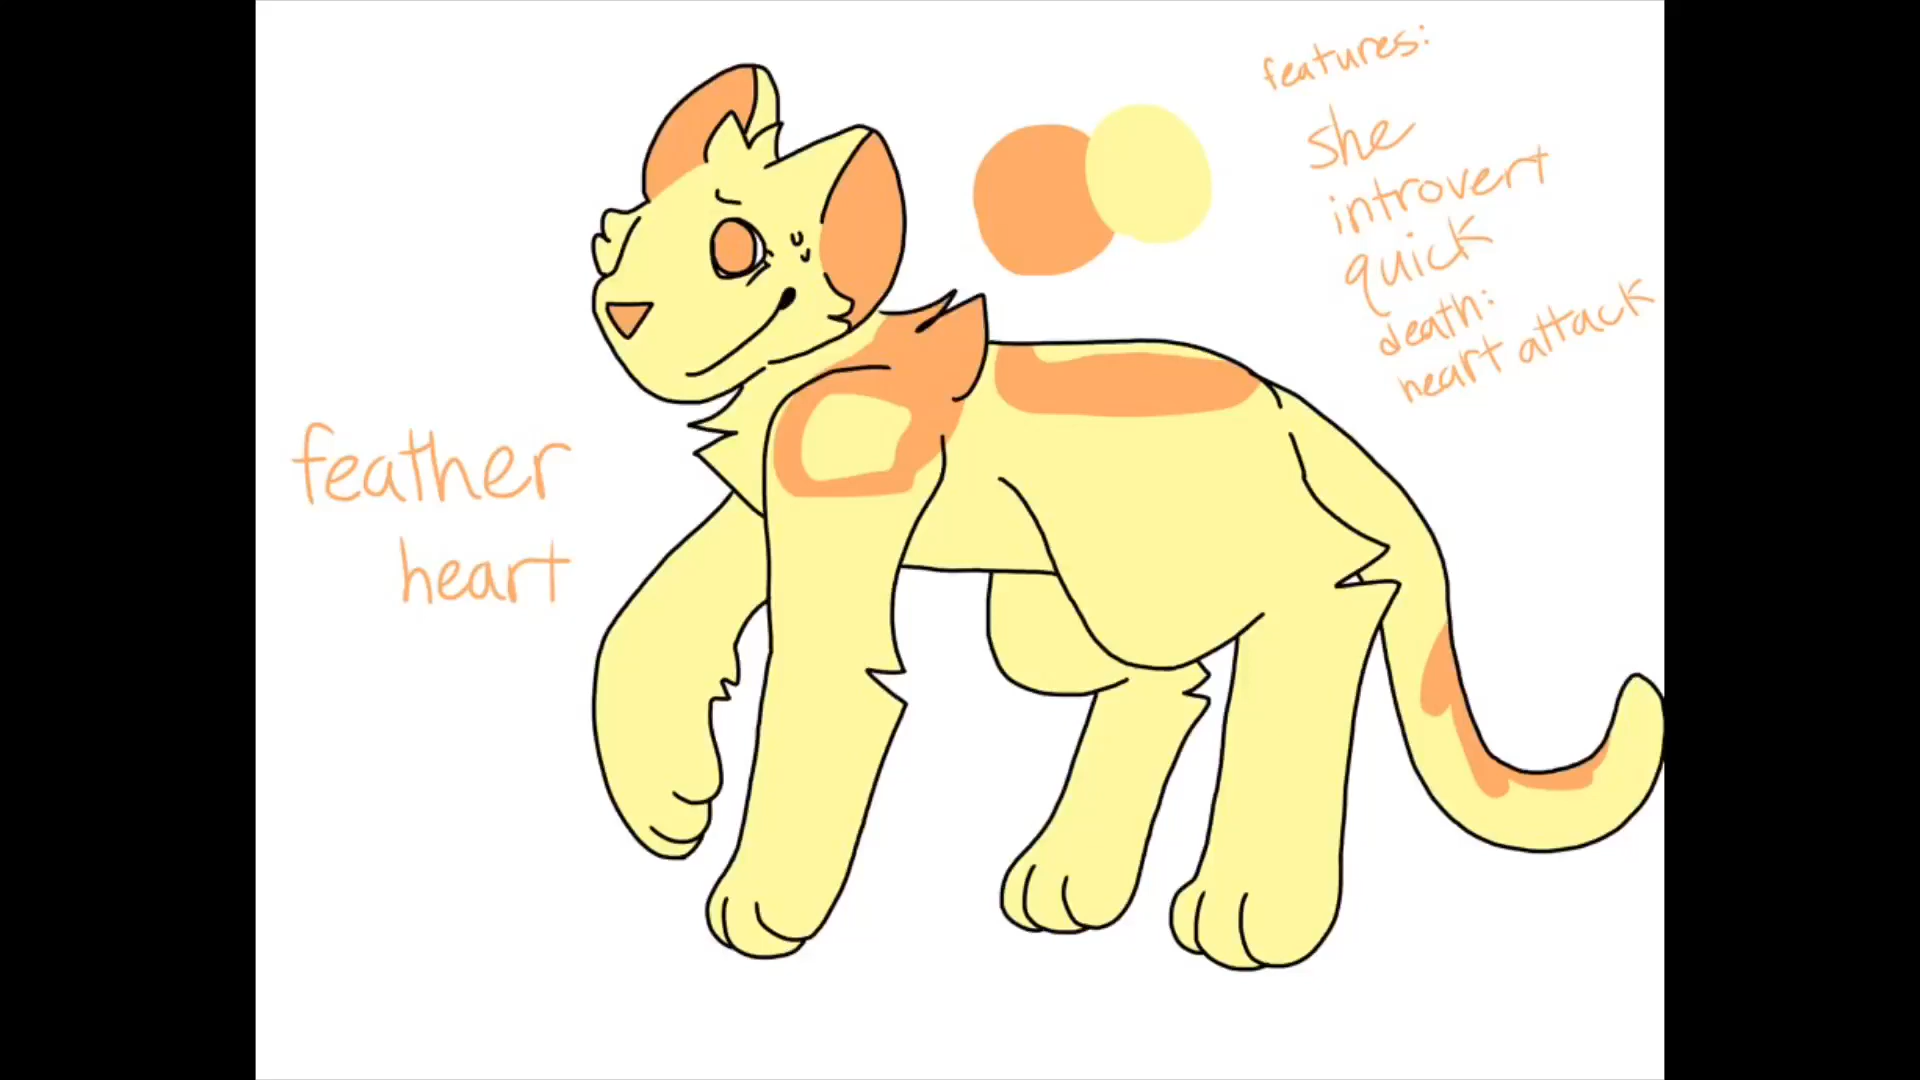 features:
she
introvert
quick
death:
heart attack
feather
heart